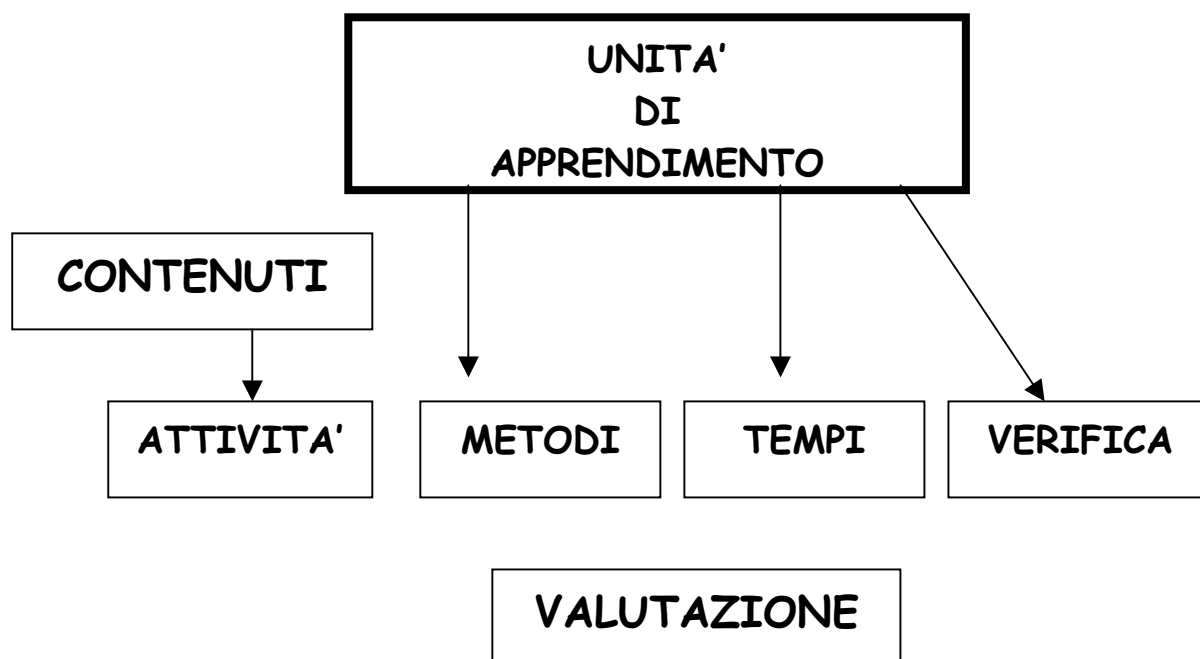 UNITA'
DI
APPRENDIMENTO
CONTENUTI
ATTIVITA'
METODI
TEMPI
VERIFICA
VALUTAZIONE